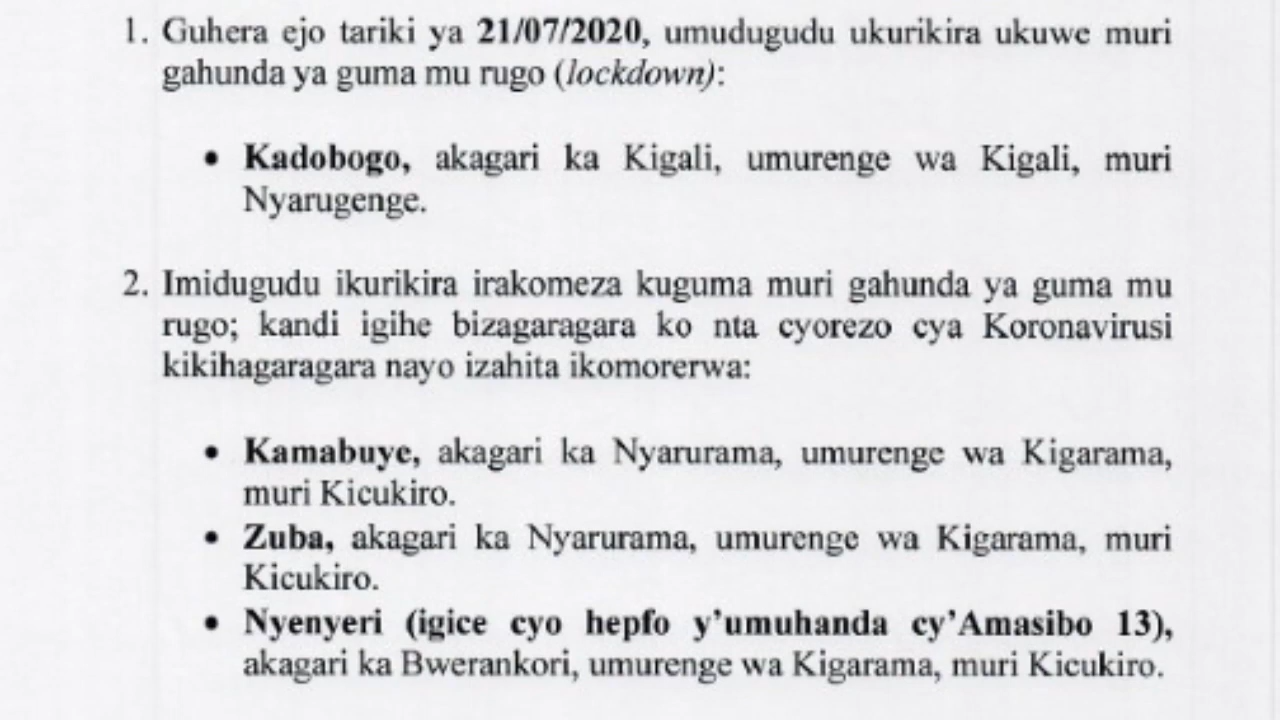 1. Guhera ejo tariki ya 21/07/2020, umudugudu ukurikira ukuwe muri
gahunda ya guma mu rugo (lockdown):
• Kadobogo, akagari ka Kigali, umurenge wa Kigali, muri
Nyarugenge.
2. Imidugudu ikurikira irakomeza kuguma muri gahunda ya guma mu
rugo; kandi igihe bizagaragara ko nta cyorezo cya Koronavirusi
kikihagaragara nayo izahita ikomorerwa:
• Kamabuye, akagari ka Nyarurama, umurenge wa Kigarama,
muri Kicukiro.
• Zuba, akagari ka Nyarurama, umurenge wa Kigarama, muri
Kicukiro.
• Nyenyeri (igice cyo hepfo y’umuhanda cy’Amasibo 13),
akagari ka Bwerankori, umurenge wa Kigarama, muri Kicukiro.